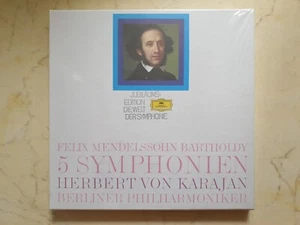 JUBILÄUMS-
EDITION
DIE WELT
DER SYMPHONIE
FELIX MENDELSSOHN BARTHOLDY
5 SYMPHONIEN
HERBERT VON KARAJAN
BERLINER PHILHARMONIKER